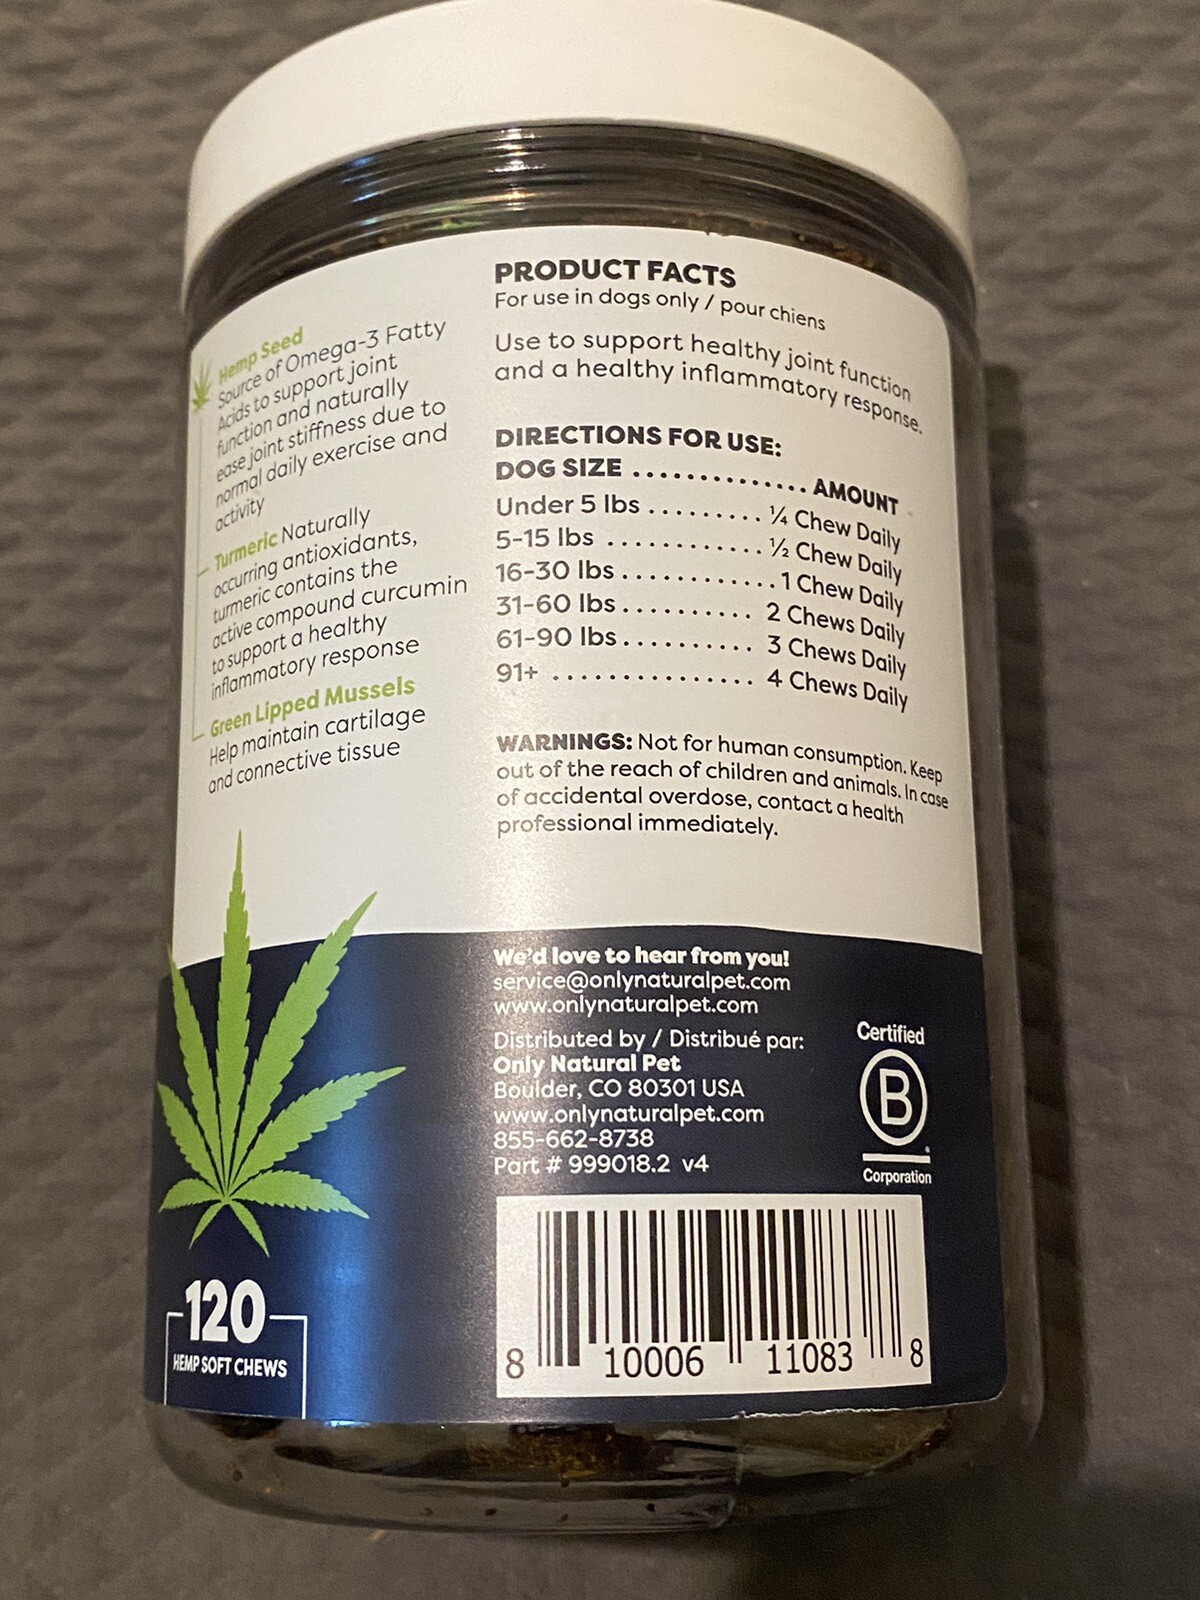 Hemp Seed
Source of Omega-3 Fatty
Acids to support joint
function and naturally
ease joint stiffness due to
normal daily exercise and
activity
Turmeric Naturally
occurring antioxidants,
turmeric contains the
active compound curcumin
to support a healthy
inflammatory response
Green Lipped Mussels
Help maintain cartilage
and connective tissue
120
HEMP SOFT CHEWS
PRODUCT FACTS
For use in dogs only / pour chiens
Use to support healthy joint function
and a healthy inflammatory response.
DIRECTIONS FOR USE:
DOG SIZE .............. AMOUNT
Under 5 lbs ......... ¼ Chew Daily
5-15 lbs ............ ½ Chew Daily
16-30 lbs ............ 1 Chew Daily
31-60 lbs .......... 2 Chews Daily
61-90 lbs .......... 3 Chews Daily
91+ ............... 4 Chews Daily
WARNINGS: Not for human consumption. Keep
out of the reach of children and animals. In case
of accidental overdose, contact a health
professional immediately.
We'd love to hear from you!
service@onlynaturalpet.com
www.onlynaturalpet.com
Distributed by / Distribué par:
Only Natural Pet
Boulder, CO 80301 USA
www.onlynaturalpet.com
855-662-8738
Part # 999018.2 v4
Certified
B
Corporation
8 10006 11083 8